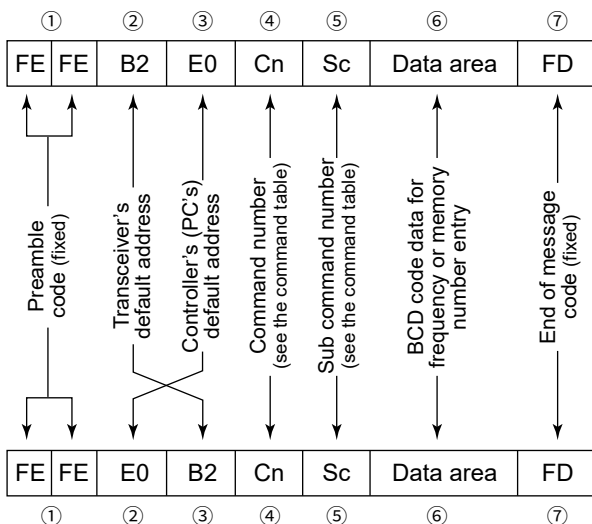 ① ② ③ ④ ⑤ ⑥ ⑦
FE FE B2 E0 Cn Sc Data area FD
Preamble
code (fixed)
Transceiver's
default address
Controller's (PC's)
default address
Command number
(see the command table)
Sub command number
(see the command table)
BCD code data for
frequency or memory
number entry
End of message
code (fixed)
FE FE E0 B2 Cn Sc Data area FD
① ② ③ ④ ⑤ ⑥ ⑦